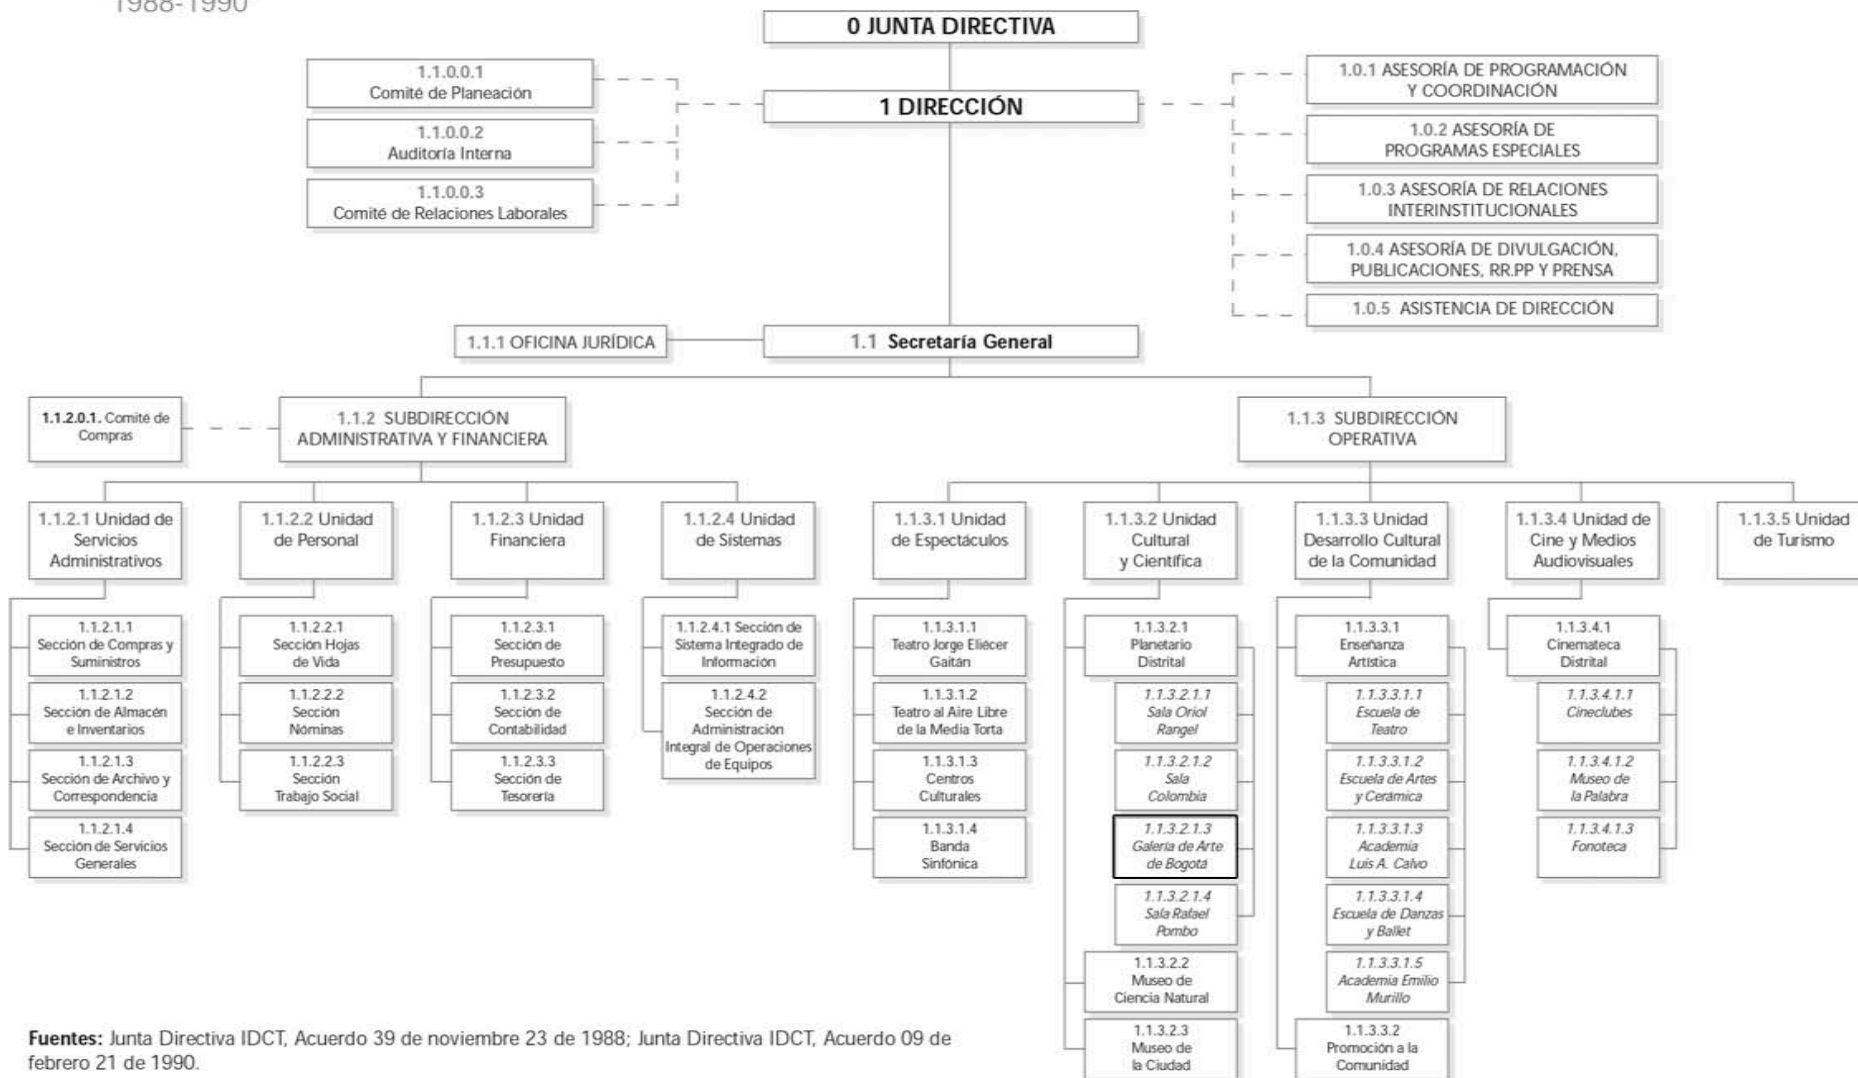 1988-1990
0 JUNTA DIRECTIVA
1.1.0.0.1
Comité de Planeación
1 DIRECCIÓN
1.1.0.0.2
Auditoría Interna
1.1.0.0.3
Comité de Relaciones Laborales
1.0.1 ASESORÍA DE PROGRAMACIÓN
Y COORDINACIÓN
1.0.2 ASESORÍA DE
PROGRAMAS ESPECIALES
1.0.3 ASESORÍA DE RELACIONES
INTERINSTITUCIONALES
1.0.4 ASESORÍA DE DIVULGACIÓN,
PUBLICACIONES, RR.PP Y PRENSA
1.0.5 ASISTENCIA DE DIRECCIÓN
1.1.1 OFICINA JURÍDICA
1.1 Secretaría General
1.1.2.0.1. Comité de
Compras
1.1.2 SUBDIRECCIÓN
ADMINISTRATIVA Y FINANCIERA
1.1.3 SUBDIRECCIÓN
OPERATIVA
1.1.2.1 Unidad de
Servicios
Administrativos
1.1.2.2 Unidad
de Personal
1.1.2.3 Unidad
Financiera
1.1.2.4 Unidad
de Sistemas
1.1.3.1 Unidad
de Espectáculos
1.1.3.2 Unidad
Cultural
y Científica
1.1.3.3 Unidad
Desarrollo Cultural
de la Comunidad
1.1.3.4 Unidad de
Cine y Medios
Audiovisuales
1.1.3.5 Unidad
de Turismo
1.1.2.1.1
Sección de Compras y
Suministros
1.1.2.1.2
Sección de Almacén
e Inventarios
1.1.2.1.3
Sección de Archivo y
Correspondencia
1.1.2.1.4
Sección de Servicios
Generales
1.1.2.2.1
Sección Hojas
de Vida
1.1.2.2.2
Sección
Nóminas
1.1.2.2.3
Sección
Trabajo Social
1.1.2.3.1
Sección de
Presupuesto
1.1.2.3.2
Sección de
Contabilidad
1.1.2.3.3
Sección de
Tesorería
1.1.2.4.1 Sección de
Sistema Integrado de
Información
1.1.2.4.2
Sección de
Administración
Integral de Operaciones
de Equipos
1.1.3.1.1
Teatro Jorge Eliécer
Gaitán
1.1.3.1.2
Teatro al Aire Libre
de la Media Torta
1.1.3.1.3
Centros
Culturales
1.1.3.1.4
Banda
Sinfónica
1.1.3.2.1
Planetario
Distrital
1.1.3.2.1.1
Sala Oriol
Rangel
1.1.3.2.1.2
Sala
Colombia
1.1.3.2.1.3
Galería de Arte
de Bogotá
1.1.3.2.1.4
Sala Rafael
Pombo
1.1.3.2.2
Museo de
Ciencia Natural
1.1.3.2.3
Museo de
la Ciudad
1.1.3.3.1
Enseñanza
Artística
1.1.3.3.1.1
Escuela de
Teatro
1.1.3.3.1.2
Escuela de Artes
y Cerámica
1.1.3.3.1.3
Academia
Luis A. Calvo
1.1.3.3.1.4
Escuela de Danzas
y Ballet
1.1.3.3.1.5
Academia Emilio
Murillo
1.1.3.3.2
Promoción a la
Comunidad
1.1.3.4.1
Cinemateca
Distrital
1.1.3.4.1.1
Cineclubes
1.1.3.4.1.2
Museo de
la Palabra
1.1.3.4.1.3
Fonoteca
Fuentes: Junta Directiva IDCT, Acuerdo 39 de noviembre 23 de 1988; Junta Directiva IDCT, Acuerdo 09 de
febrero 21 de 1990.